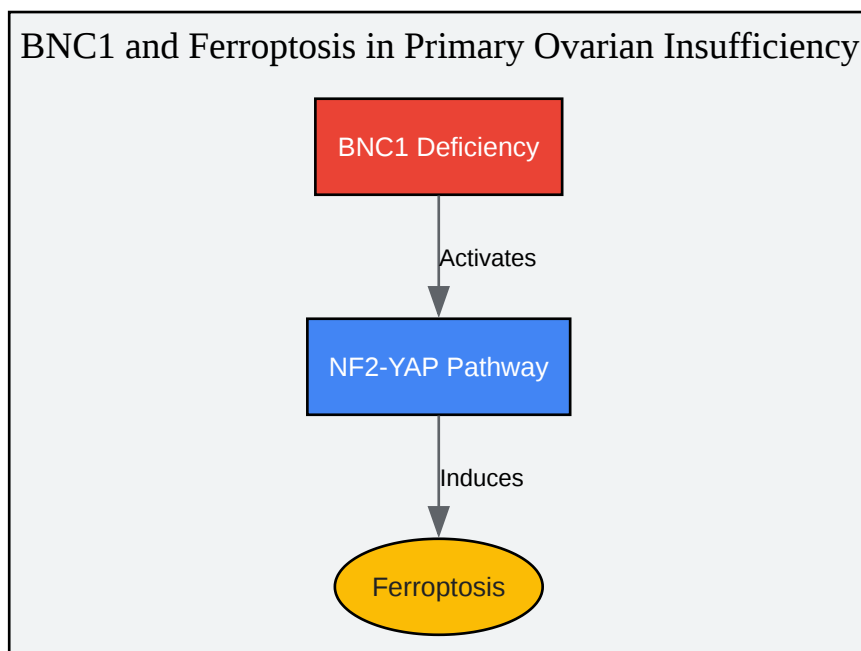 BNC1 and Ferroptosis in Primary Ovarian Insufficiency
BNC1 Deficiency
Activates
NF2-YAP Pathway
Induces
Ferroptosis